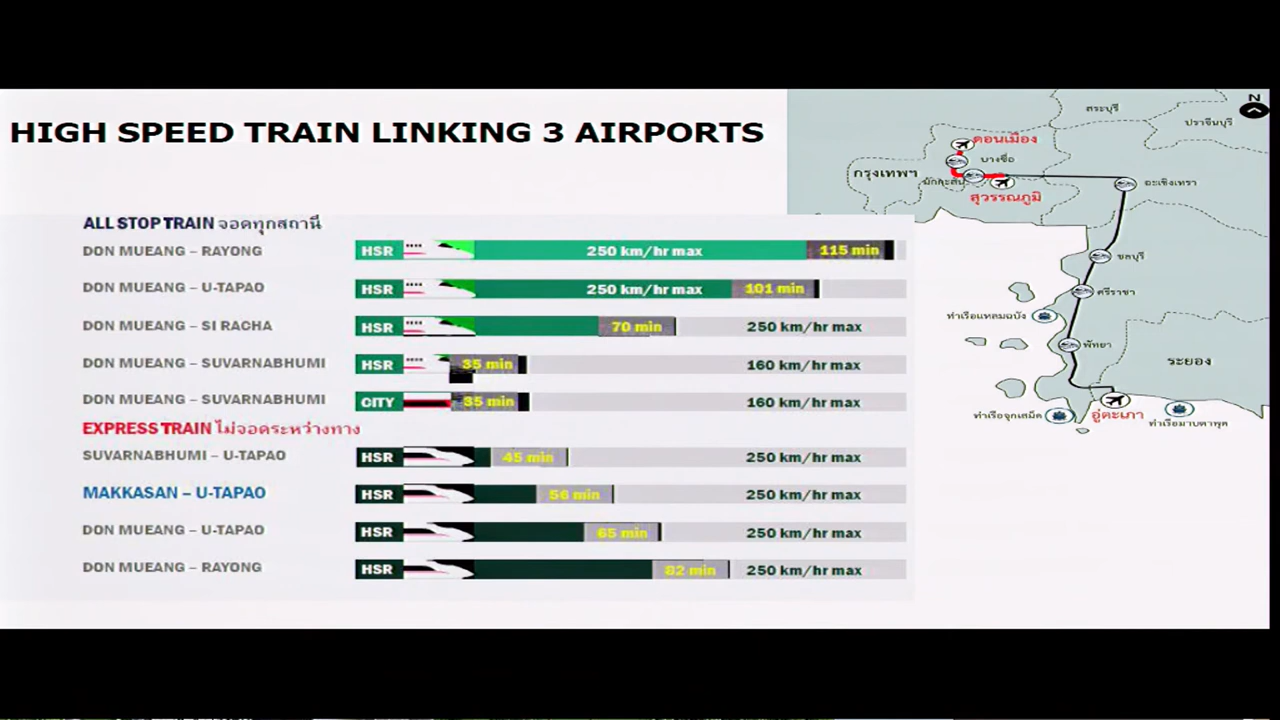 HIGH SPEED TRAIN LINKING 3 AIRPORTS
ALL STOP TRAIN จอดทุกสถานี
DON MUEANG – RAYONG HSR 250 km/hr max 115 min
DON MUEANG – U-TAPAO HSR 250 km/hr max 101 min
DON MUEANG – SI RACHA HSR 70 min 250 km/hr max
DON MUEANG – SUVARNABHUMI HSR 35 min 160 km/hr max
DON MUEANG – SUVARNABHUMI CITY 35 min 160 km/hr max
EXPRESS TRAIN ไม่จอดระหว่างทาง
SUVARNABHUMI – U-TAPAO HSR 45 min 250 km/hr max
MAKKASAN – U-TAPAO HSR 56 min 250 km/hr max
DON MUEANG – U-TAPAO HSR 65 min 250 km/hr max
DON MUEANG – RAYONG HSR 82 min 250 km/hr max
N
สระบุรี
ปราจีนบุรี
ดอนเมือง
บางซื่อ
กรุงเทพฯ
มักกะสัน
ฉะเชิงเทรา
สุวรรณภูมิ
ชลบุรี
ศรีราชา
ท่าเรือแหลมฉบัง
พัทยา
ระยอง
ท่าเรือจุกเสม็ด
อู่ตะเภา
ท่าเรือมาบตาพุด